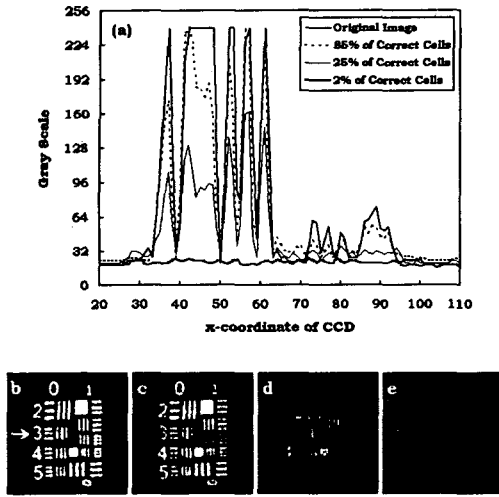 256
(a)
Original Image
85% of Correct Cells
25% of Correct Cells
2% of Correct Cells
224
192
160
128
96
64
32
0
Gray Scale
20 30 40 50 60 70 80 90 100 110
x-coordinate of CCD
b 0 1
2
3
4
5
c 0 1
2
3
4
5
d
e